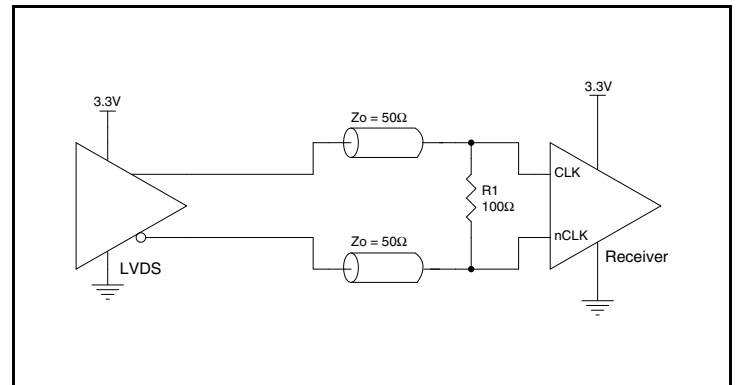 3.3V
3.3V
Zo = 50Ω
CLK
R1
100Ω
nCLK
Zo = 50Ω
Receiver
LVDS